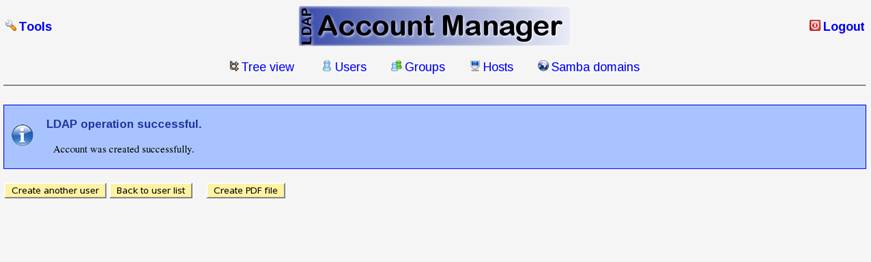 Tools
LDAP Account Manager
Logout
Tree view Users Groups Hosts Samba domains
LDAP operation successful.
Account was created successfully.
Create another user Back to user list Create PDF file